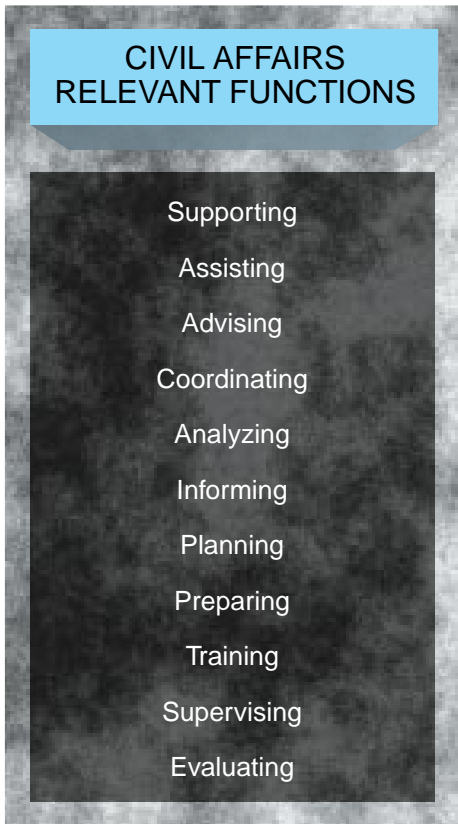 CIVIL AFFAIRS
RELEVANT FUNCTIONS
Supporting
Assisting
Advising
Coordinating
Analyzing
Informing
Planning
Preparing
Training
Supervising
Evaluating